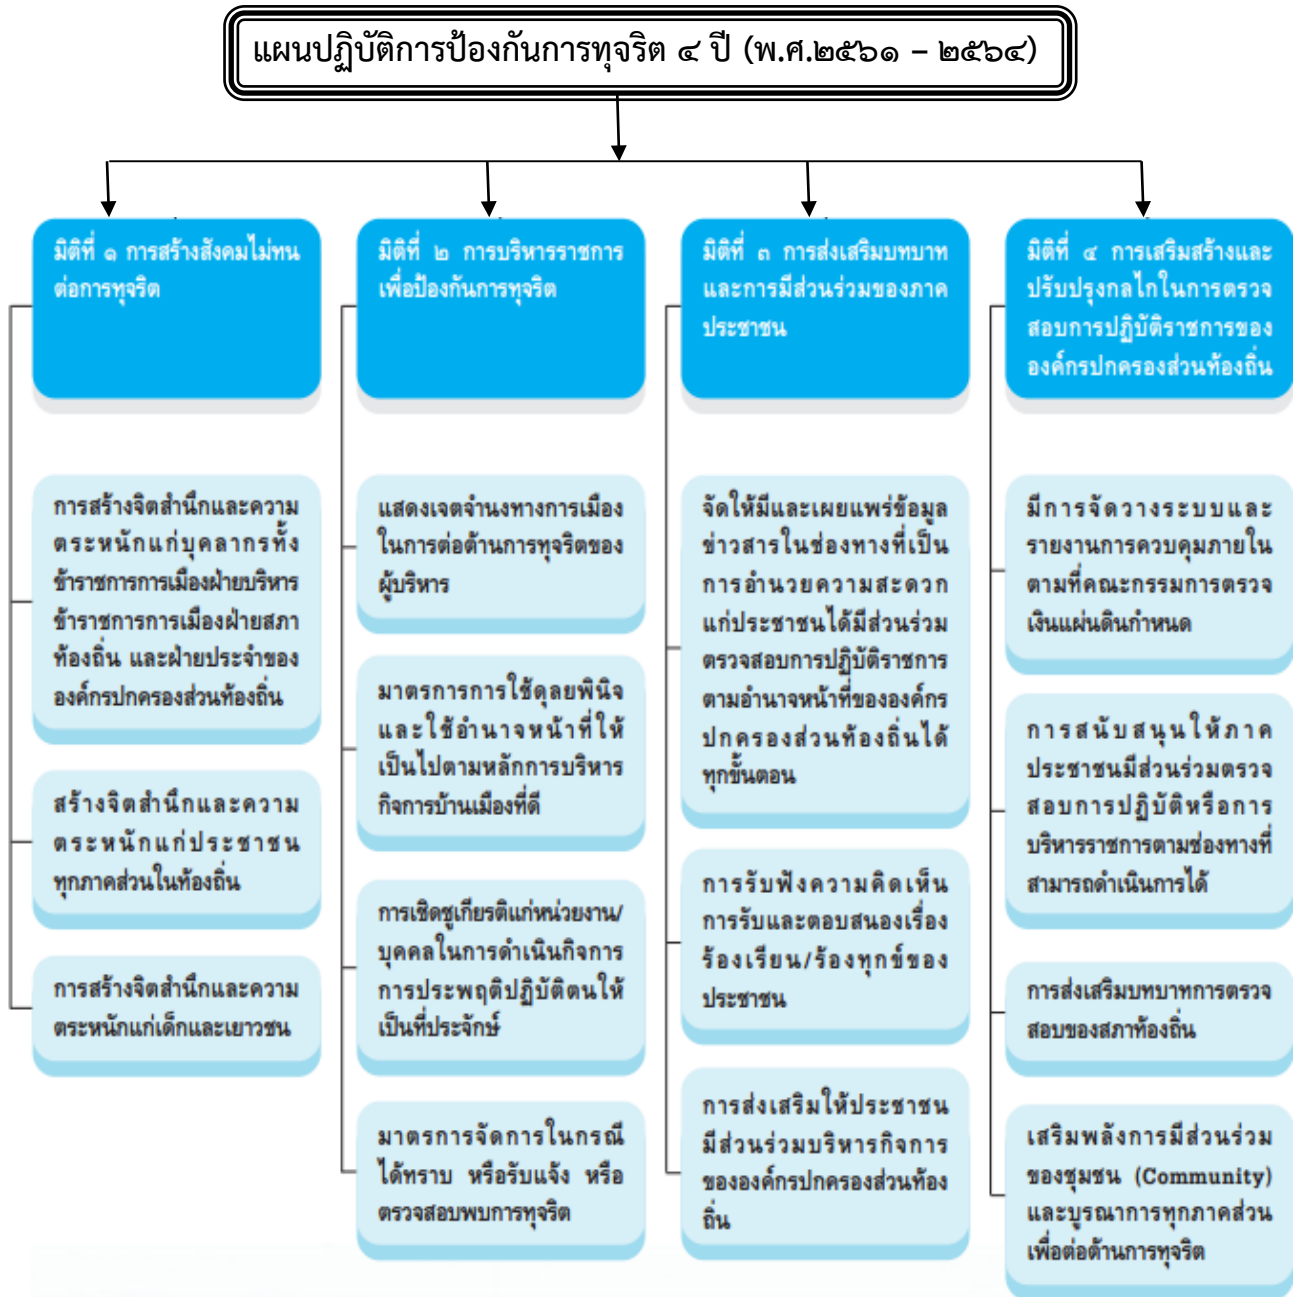 แผนปฏิบัติการป้องกันการทุจริต ๔ ปี (พ.ศ.๒๕๖๑ – ๒๕๖๔)
มิติที่ ๑ การสร้างสังคมไม่ทน
ต่อการทุจริต
การสร้างจิตสำนึกและความ
ตระหนักแก่บุคลากรทั้ง
ข้าราชการการเมืองฝ่ายบริหาร
ข้าราชการการเมืองฝ่ายสภา
ท้องถิ่น และฝ่ายประจำของ
องค์กรปกครองส่วนท้องถิ่น
สร้างจิตสำนึกและความ
ตระหนักแก่ประชาชน
ทุกภาคส่วนในท้องถิ่น
การสร้างจิตสำนึกและความ
ตระหนักแก่เด็กและเยาวชน
มิติที่ ๒ การบริหารราชการ
เพื่อป้องกันการทุจริต
แสดงเจตจำนงทางการเมือง
ในการต่อต้านการทุจริตของ
ผู้บริหาร
มาตรการการใช้ดุลยพินิจ
และใช้อำนาจหน้าที่ให้
เป็นไปตามหลักการบริหาร
กิจการบ้านเมืองที่ดี
การเชิดชูเกียรติแก่หน่วยงาน/
บุคคลในการดำเนินกิจการ
การประพฤติปฏิบัติตนให้
เป็นที่ประจักษ์
มาตรการจัดการในกรณี
ได้ทราบ หรือรับแจ้ง หรือ
ตรวจสอบพบการทุจริต
มิติที่ ๓ การส่งเสริมบทบาท
และการมีส่วนร่วมของภาค
ประชาชน
จัดให้มีและเผยแพร่ข้อมูล
ข่าวสารในช่องทางที่เป็น
การอำนวยความสะดวก
แก่ประชาชนได้มีส่วนร่วม
ตรวจสอบการปฏิบัติราชการ
ตามอำนาจหน้าที่ขององค์กร
ปกครองส่วนท้องถิ่นได้
ทุกขั้นตอน
การรับฟังความคิดเห็น
การรับและตอบสนองเรื่อง
ร้องเรียน/ร้องทุกข์ของ
ประชาชน
การส่งเสริมให้ประชาชน
มีส่วนร่วมบริหารกิจการ
ขององค์กรปกครองส่วนท้อง
ถิ่น
มิติที่ ๔ การเสริมสร้างและ
ปรับปรุงกลไกในการตรวจ
สอบการปฏิบัติราชการของ
องค์กรปกครองส่วนท้องถิ่น
มีการจัดวางระบบและ
รายงานการควบคุมภายใน
ตามที่คณะกรรมการตรวจ
เงินแผ่นดินกำหนด
การสนับสนุนให้ภาค
ประชาชนมีส่วนร่วมตรวจ
สอบการปฏิบัติหรือการ
บริหารราชการตามช่องทางที่
สามารถดำเนินการได้
การส่งเสริมบทบาทการตรวจ
สอบของสภาท้องถิ่น
เสริมพลังการมีส่วนร่วม
ของชุมชน (Community)
และบูรณาการทุกภาคส่วน
เพื่อต่อต้านการทุจริต